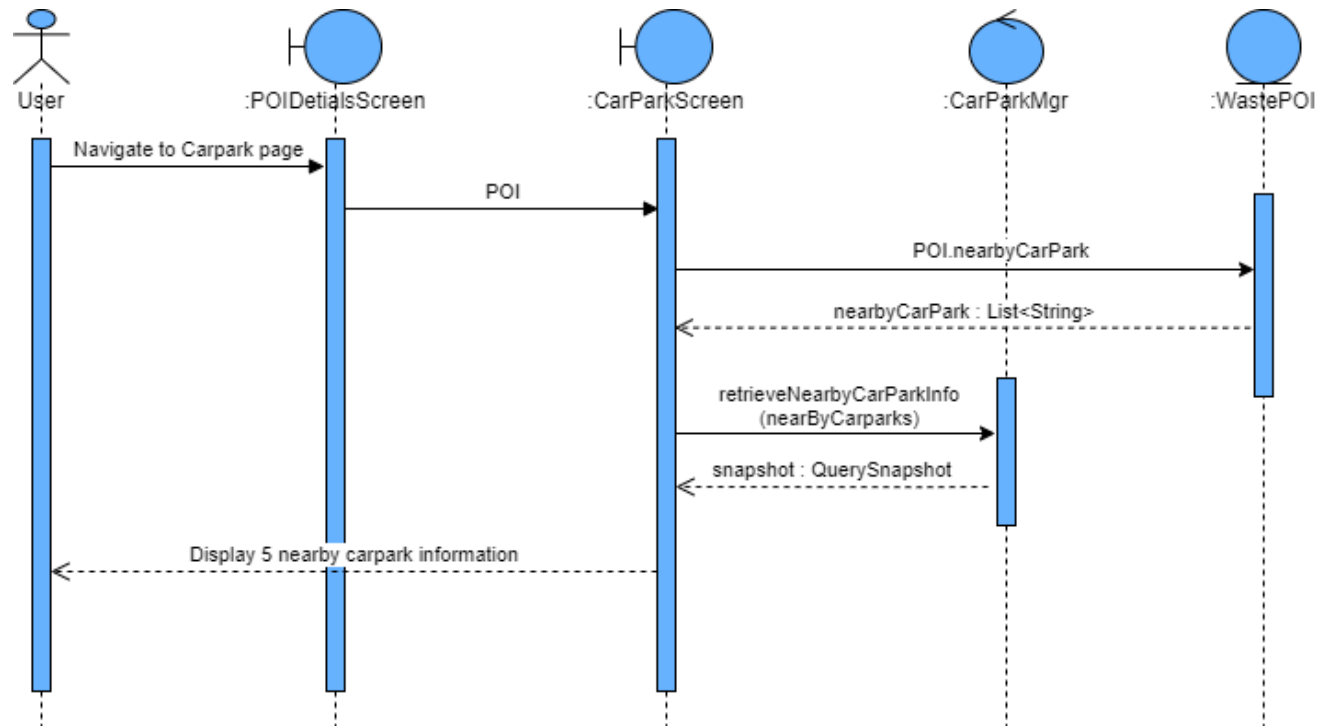 User
:POIDetialsScreen
:CarParkScreen
:CarParkMgr
:WastePOI
Navigate to Carpark page
POI
POI.nearbyCarPark
nearbyCarPark : List<String>
retrieveNearbyCarParkInfo
(nearByCarparks)
snapshot : QuerySnapshot
Display 5 nearby carpark information